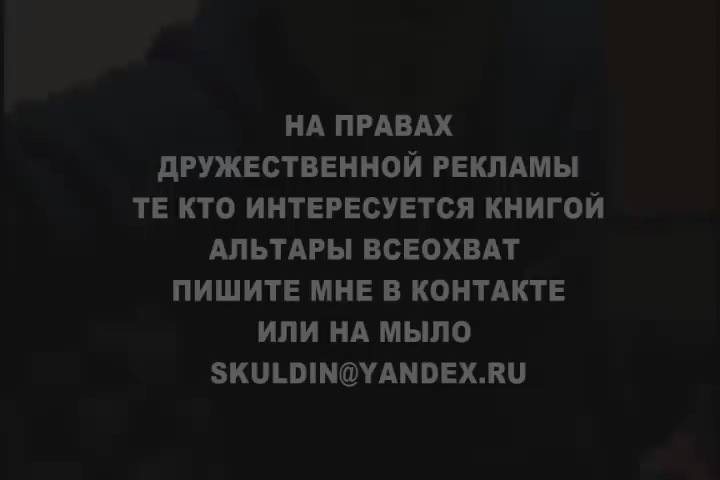 НА ПРАВАХ
ДРУЖЕСТВЕННОЙ РЕКЛАМЫ
ТЕ КТО ИНТЕРЕСУЕТСЯ КНИГОЙ
АЛЬТАРЫ ВСЕОХВАТ
ПИШИТЕ МНЕ В КОНТАКТЕ
ИЛИ НА МЫЛО
SKULDIN@YANDEX.RU